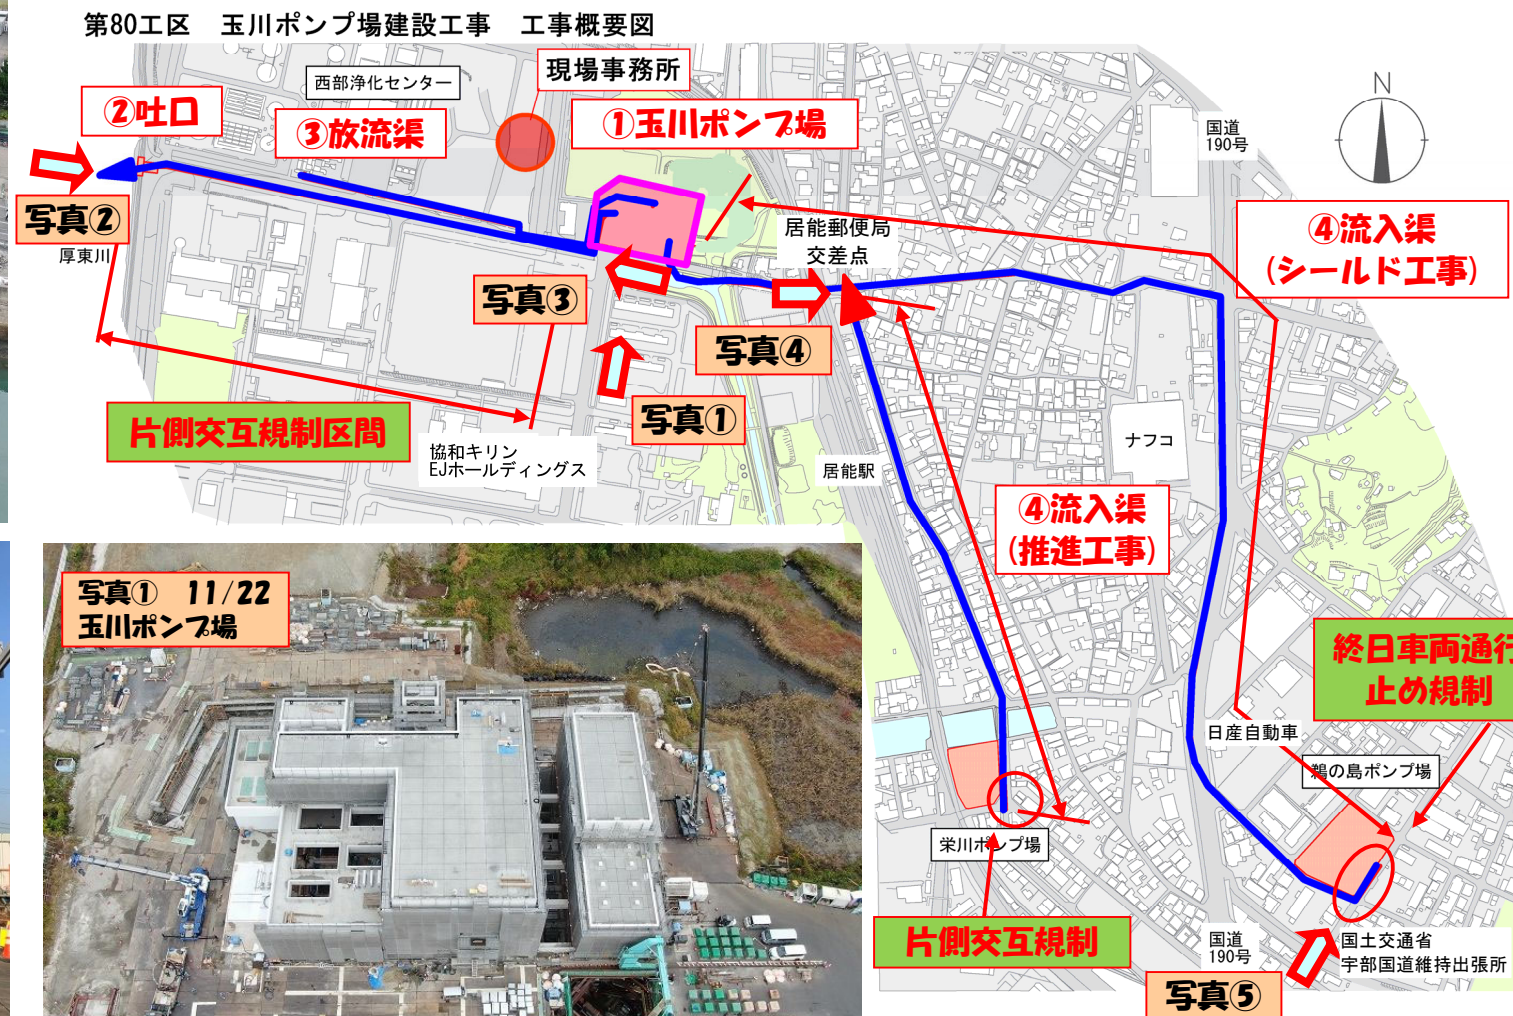 第80工区　玉川ポンプ場建設工事　工事概要図
現場事務所
西部浄化センター
②吐口
③放流渠
①玉川ポンプ場
国道
190号
N
写真②
厚東川
居能郵便局
交差点
④流入渠
(シールド工事)
写真③
写真④
写真①
片側交互規制区間
協和キリン
EJホールディングス
居能駅
ナフコ
④流入渠
(推進工事)
写真①　11/22
玉川ポンプ場
終日車両通行
止め規制
日産自動車
鵜の島ポンプ場
栄川ポンプ場
片側交互規制
国道
190号
国土交通省
宇部国道維持出張所
写真⑤